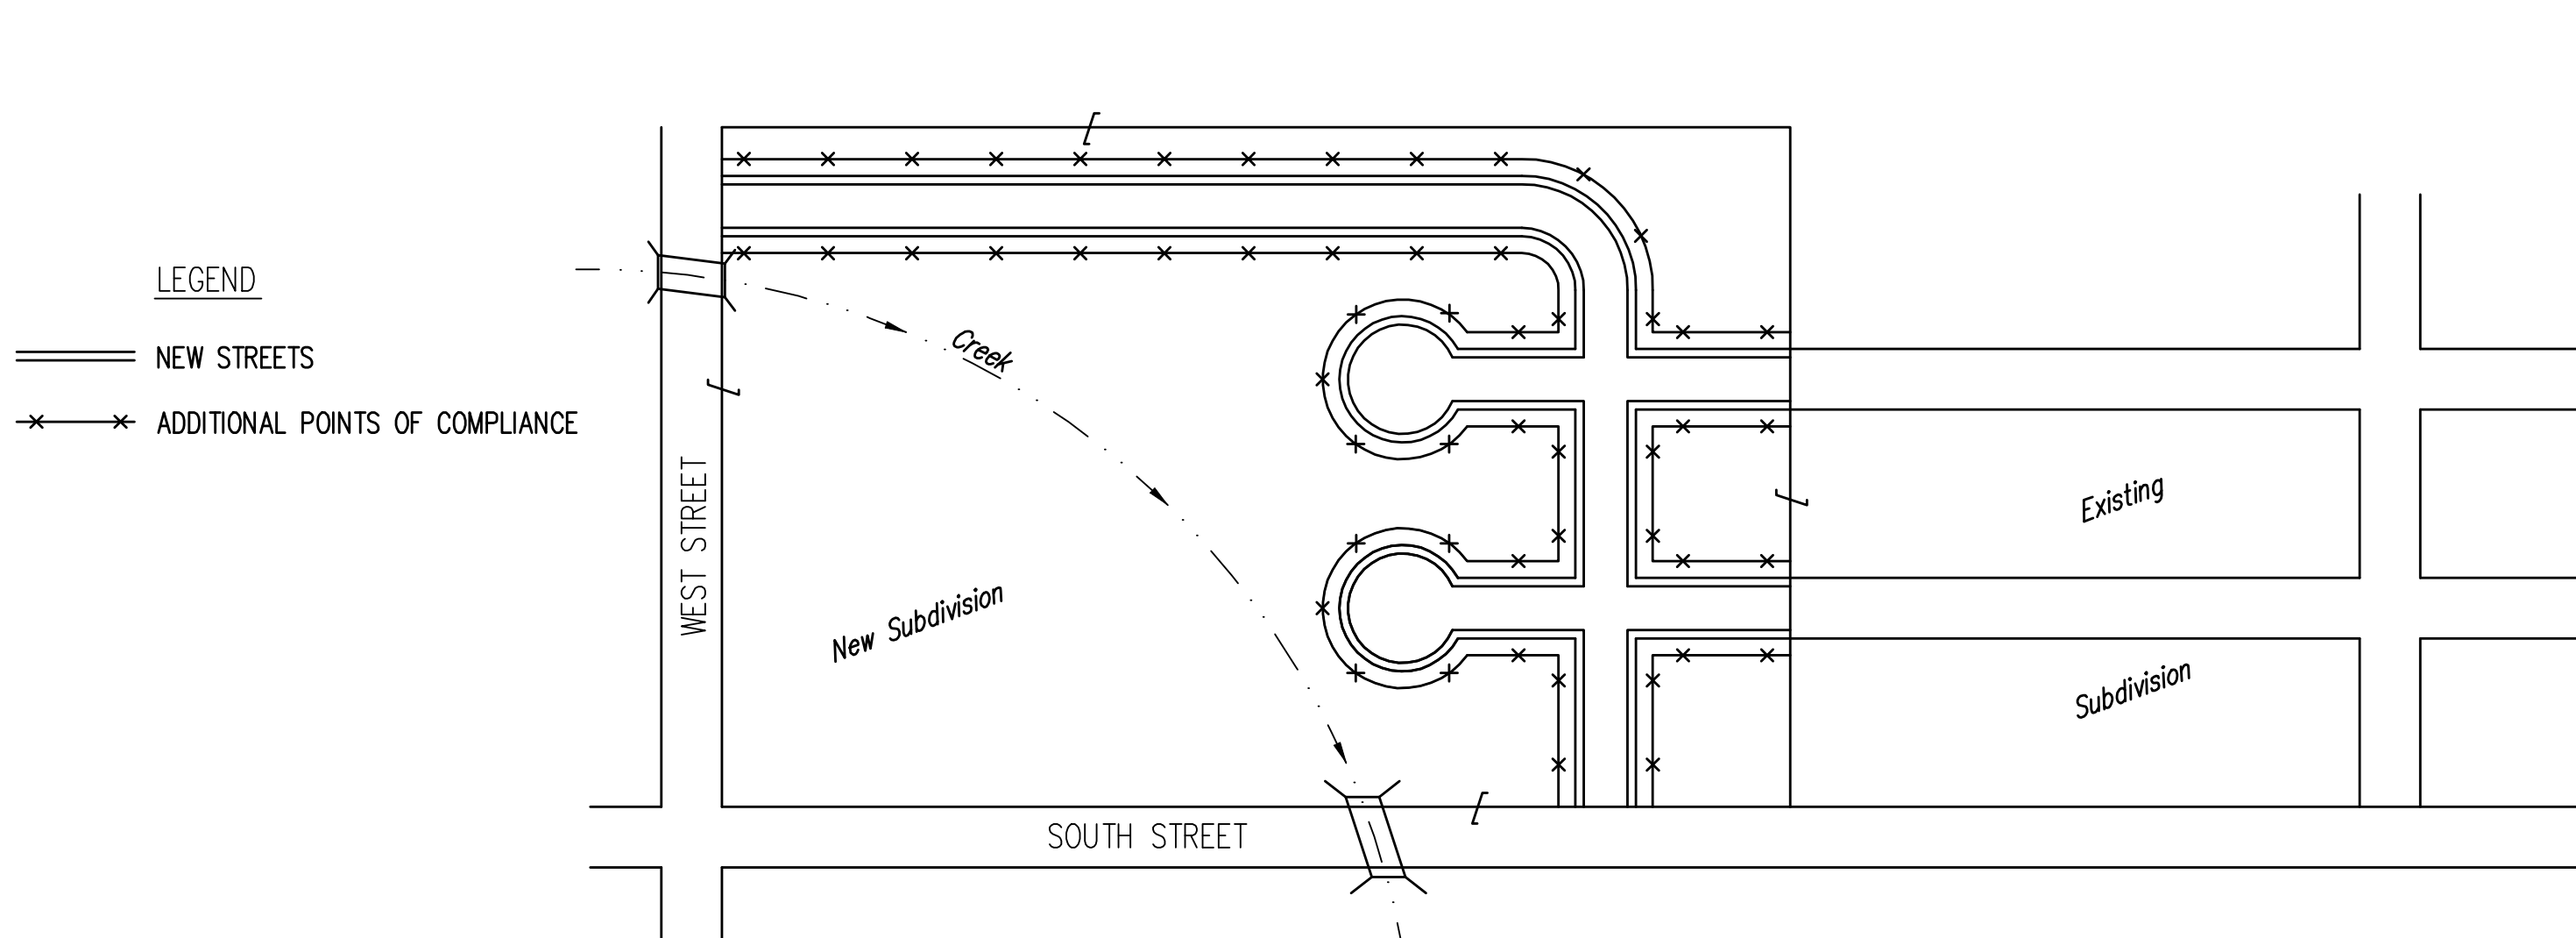 LEGEND
NEW STREETS
ADDITIONAL POINTS OF COMPLIANCE
WEST STREET
Creek
New Subdivision
SOUTH STREET
Existing
Subdivision